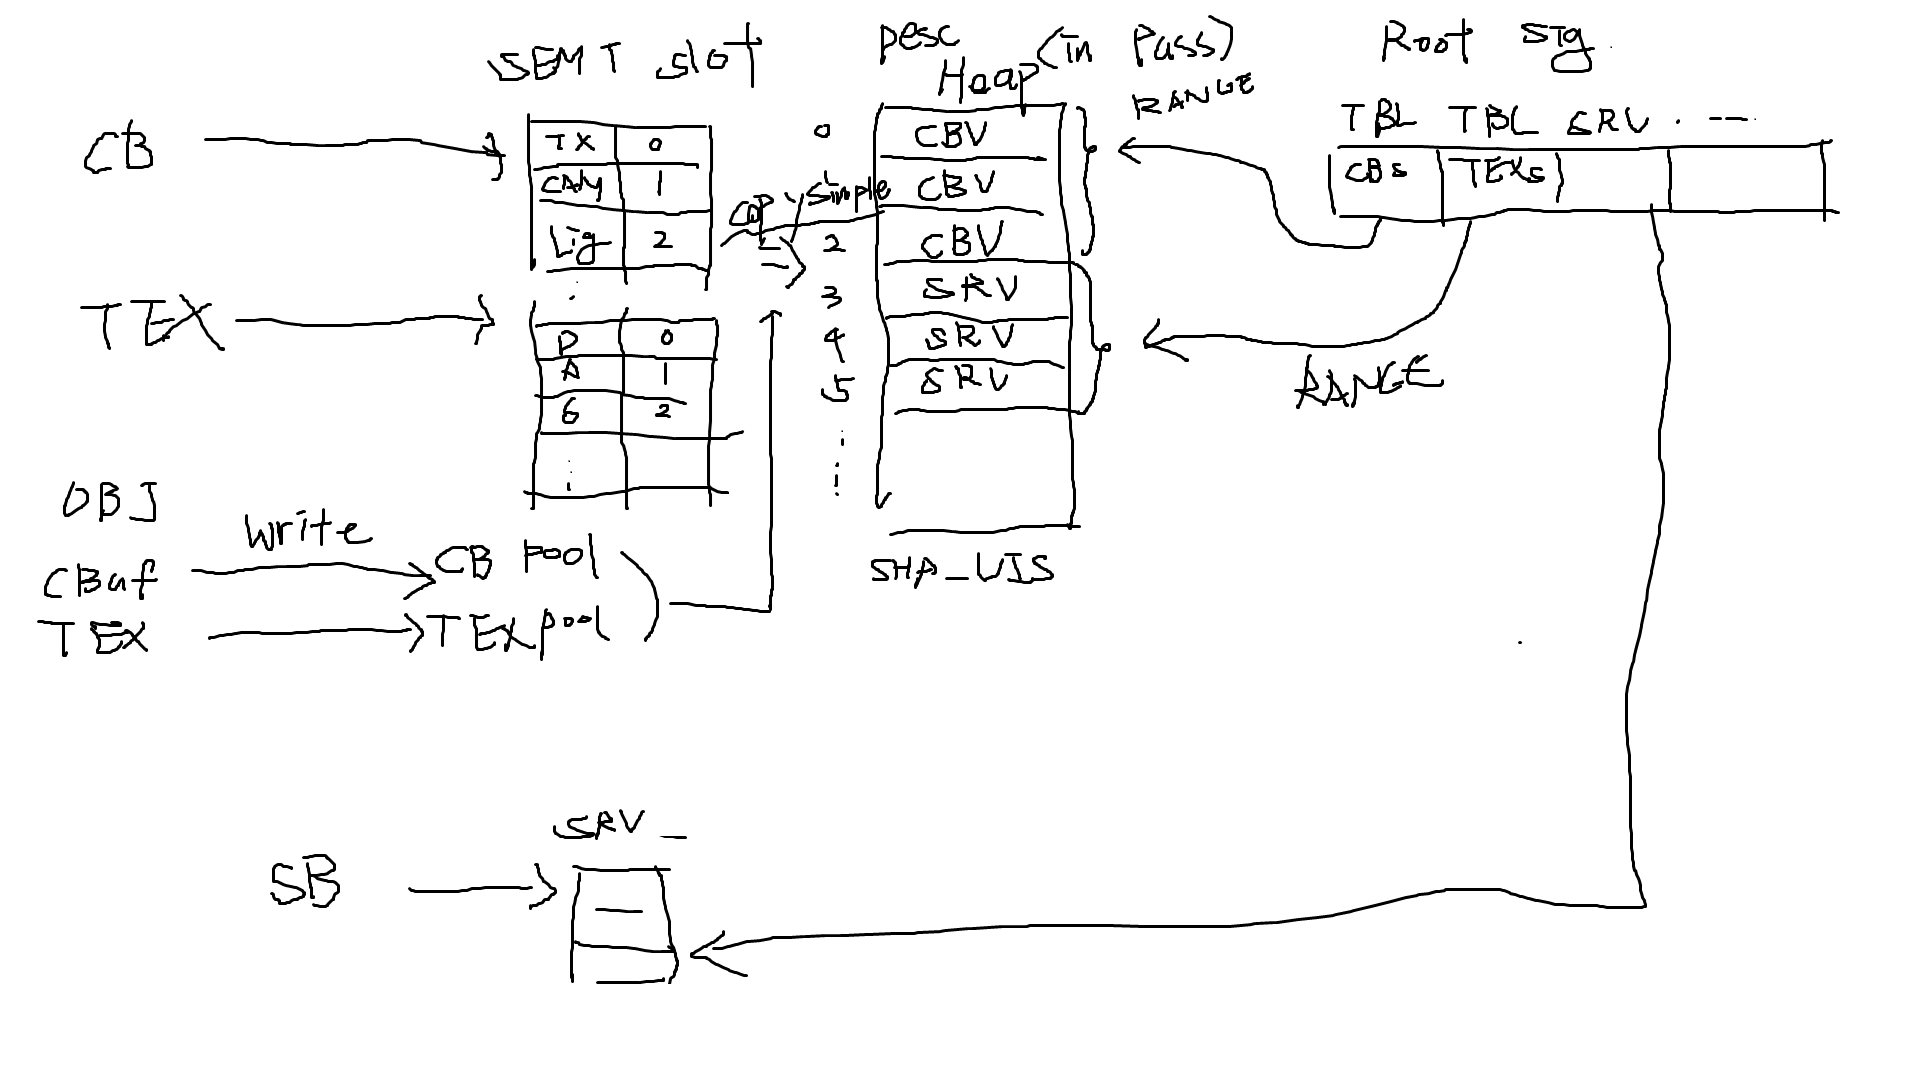 SEMT slot
Desc Heap (in Pass)
Root Sig
RANGE
TBL TBL SRV . --
CB
TX 0
CAM 1
Lig 2
Copy Simple
0
1
2
3
4
5
CBV
CBV
CBV
SRV
SRV
SRV
CBs TEXs
TEX
D 0
A 1
6 2
RANGE
OBJ
CBuf Write CB Pool
TEX TEX pool
SHA_VIS
SRV _
SB